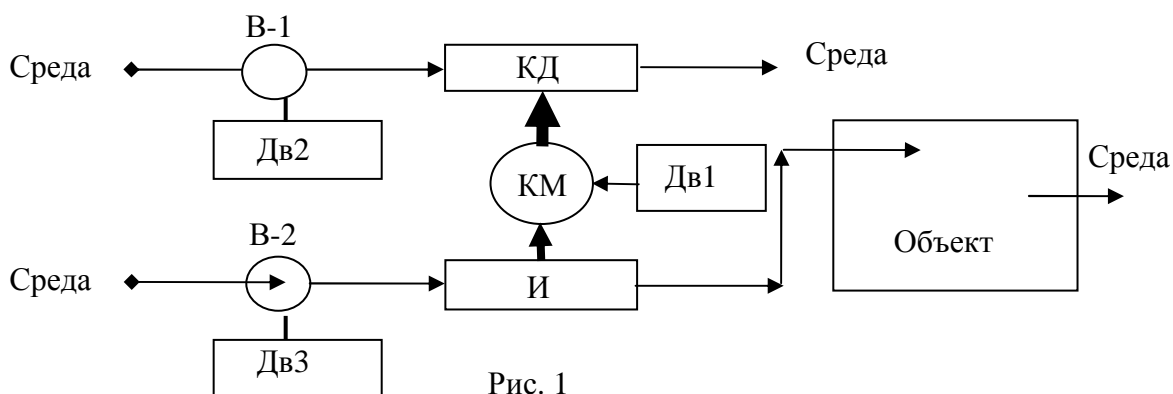 В-1
Среда
КД
Среда
Дв2
КМ
Дв1
Среда
В-2
Объект
Среда
И
Дв3
Рис. 1